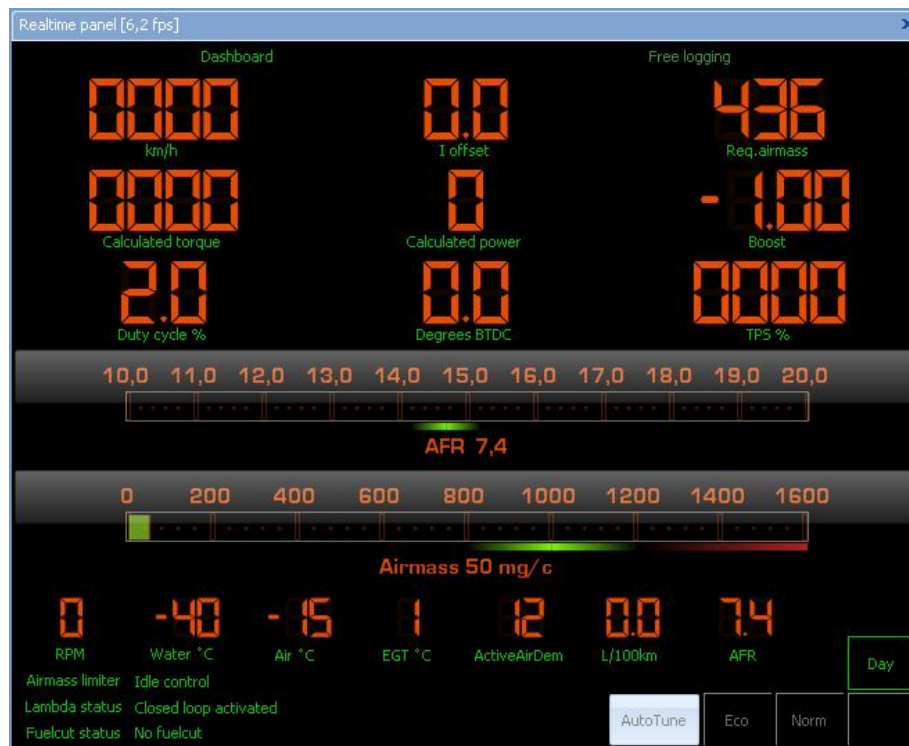 Realtime panel [6,2 fps]
Dashboard Free logging
0000 0.0 436
km/h I offset Req.airmass
0000 0 -1.00
Calculated torque Calculated power Boost
2.0 0.0 0000
Duty cycle % Degrees BTDC TPS %
10,0 11,0 12,0 13,0 14,0 15,0 16,0 17,0 18,0 19,0 20,0
AFR 7,4
0 200 400 600 800 1000 1200 1400 1600
Airmass 50 mg/c
0 -40 -15 1 12 0.0 7.4
RPM Water °C Air °C EGT °C ActiveAirDem L/100km AFR
Day
Airmass limiter Idle control
Lambda status Closed loop activated
AutoTune Eco Norm
Fuelcut status No fuelcut